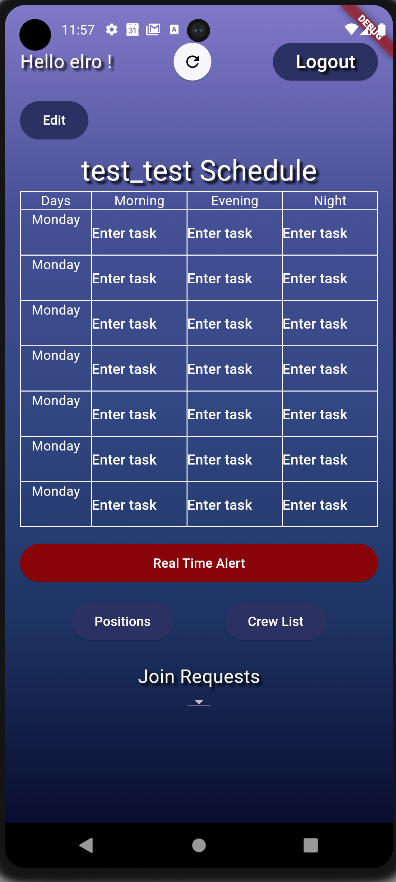 11:57 31 A
DEBUG
Hello elro !
Logout
Edit
test_test Schedule
Days Morning Evening Night
Monday Enter task Enter task Enter task
Monday Enter task Enter task Enter task
Monday Enter task Enter task Enter task
Monday Enter task Enter task Enter task
Monday Enter task Enter task Enter task
Monday Enter task Enter task Enter task
Monday Enter task Enter task Enter task
Real Time Alert
Positions Crew List
Join Requests